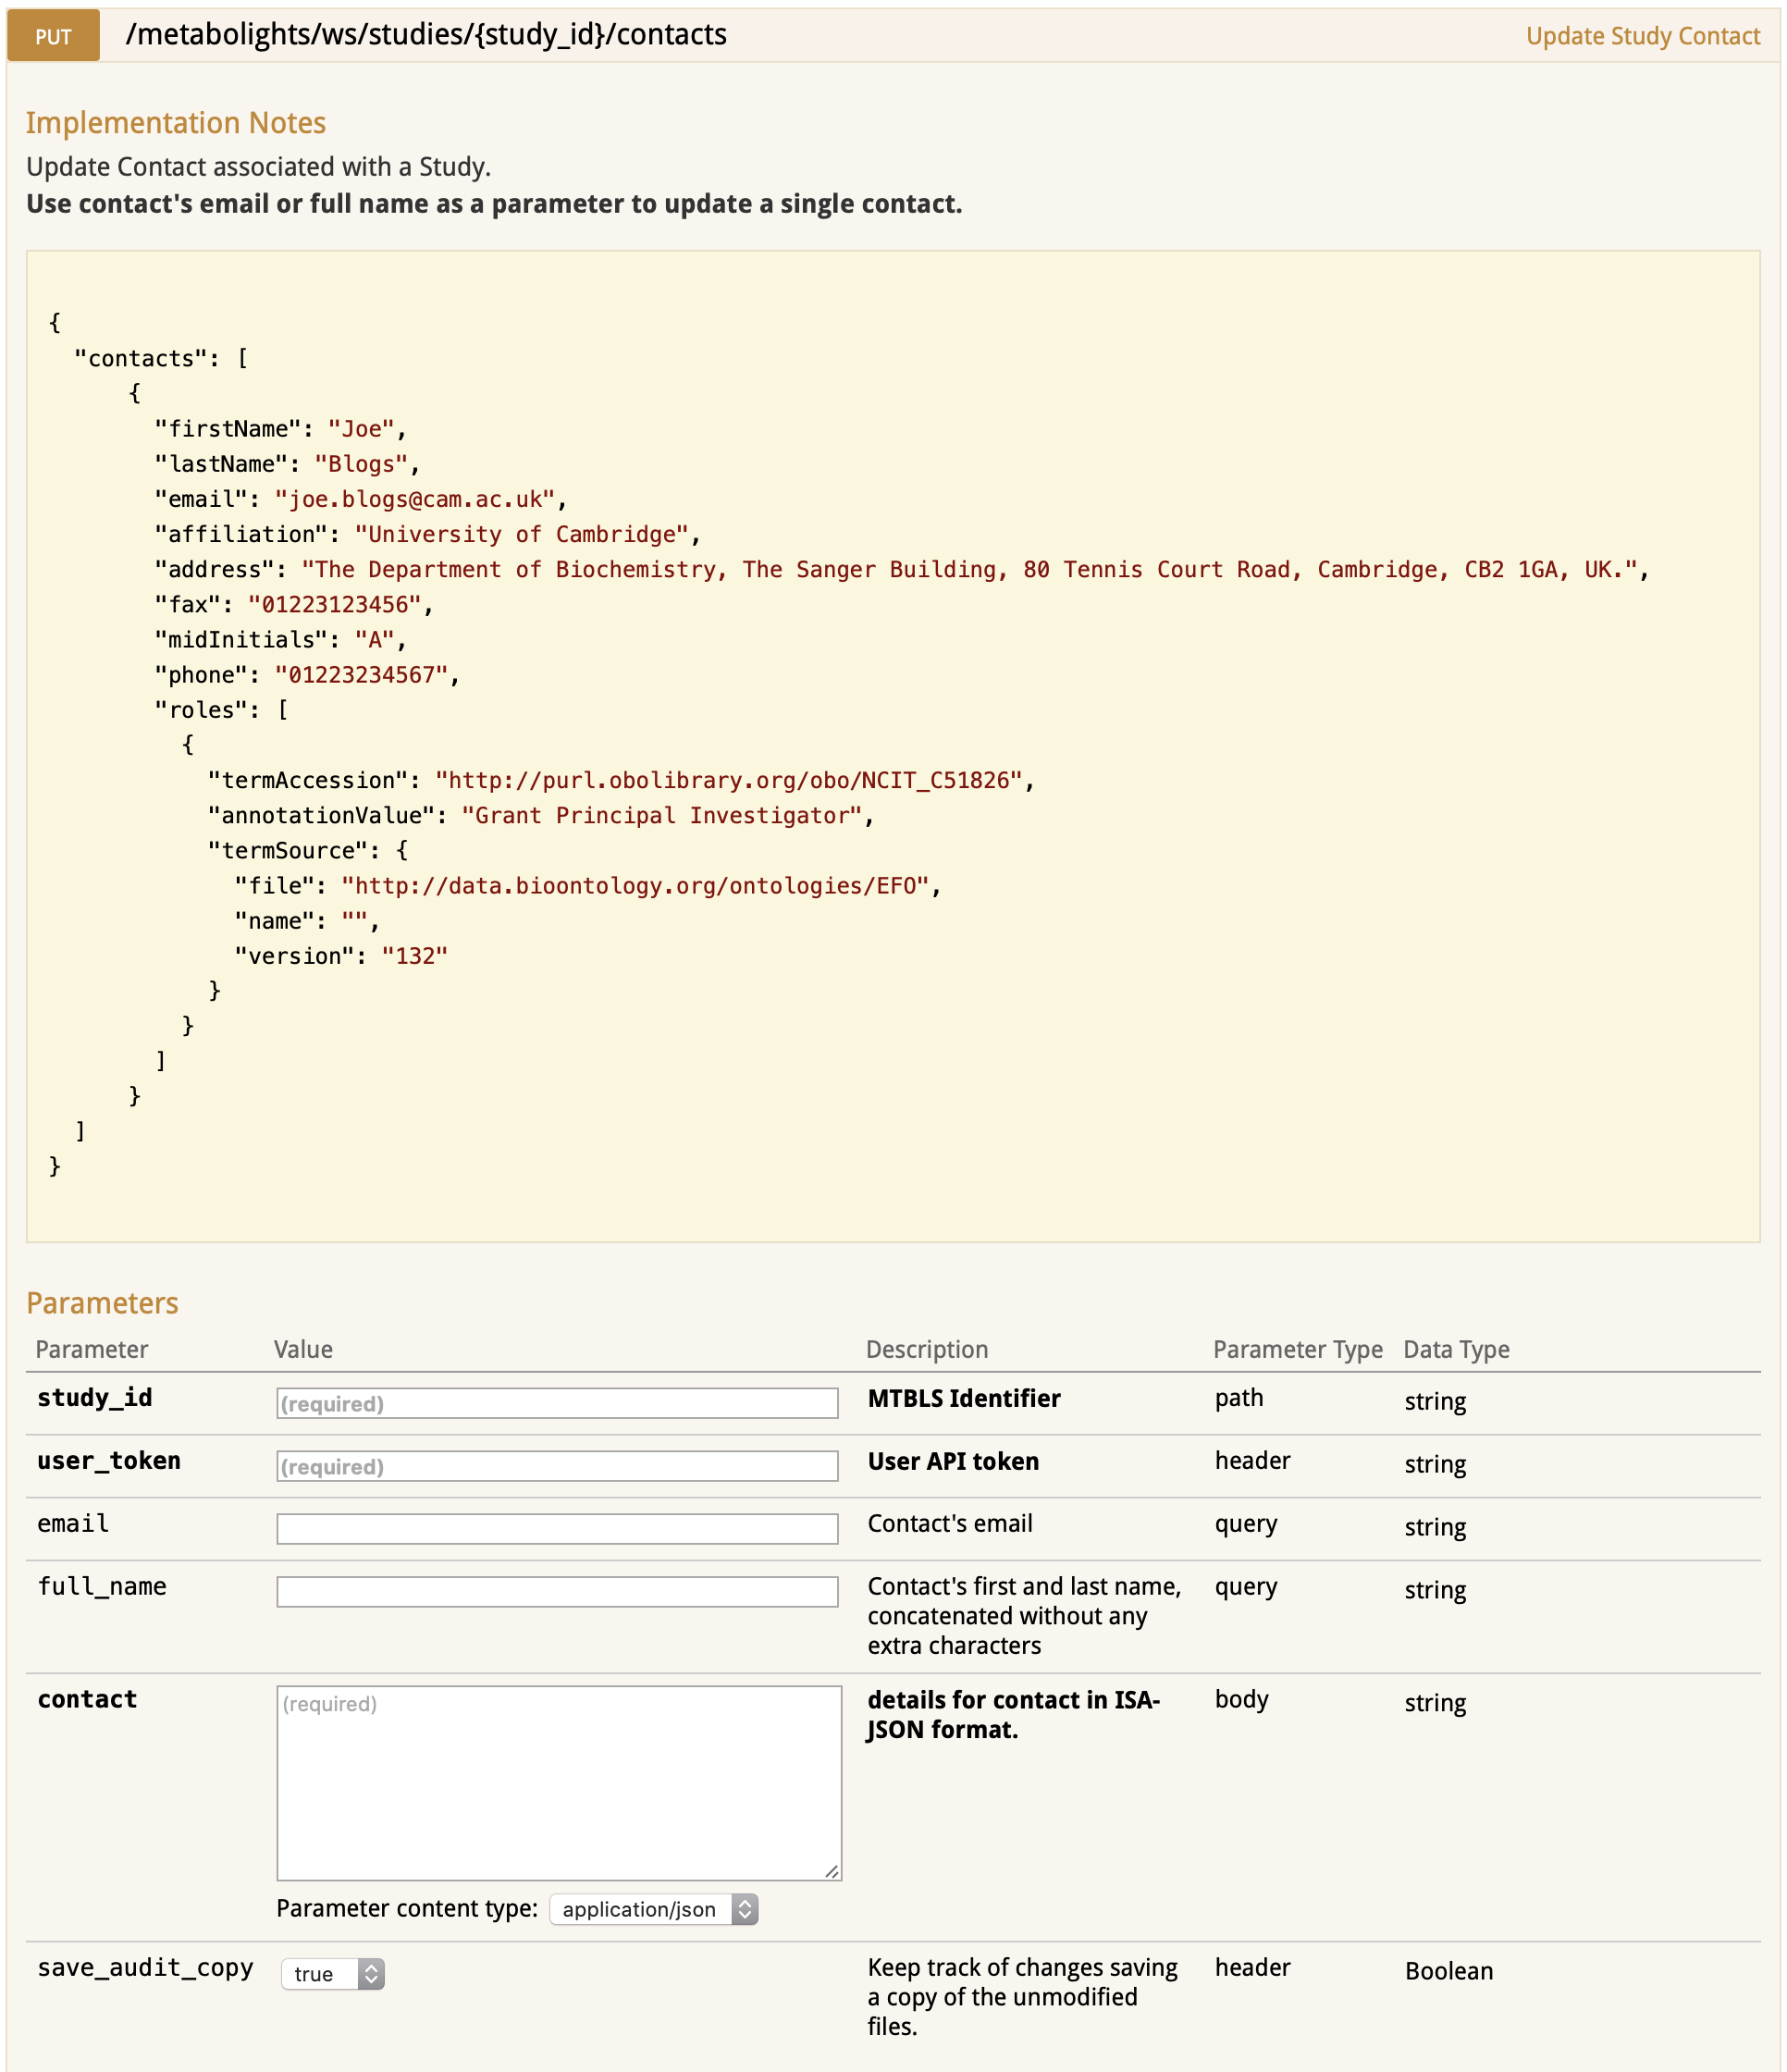 PUT /metabolights/ws/studies/{study_id}/contacts Update Study Contact
Implementation Notes
Update Contact associated with a Study.
Use contact's email or full name as a parameter to update a single contact.
{
  "contacts": [
      {
        "firstName": "Joe",
        "lastName": "Blogs",
        "email": "joe.blogs@cam.ac.uk",
        "affiliation": "University of Cambridge",
        "address": "The Department of Biochemistry, The Sanger Building, 80 Tennis Court Road, Cambridge, CB2 1GA, UK.",
        "fax": "01223123456",
        "midInitials": "A",
        "phone": "01223234567",
        "roles": [
          {
            "termAccession": "http://purl.obolibrary.org/obo/NCIT_C51826",
            "annotationValue": "Grant Principal Investigator",
            "termSource": {
              "file": "http://data.bioontology.org/ontologies/EFO",
              "name": "",
              "version": "132"
            }
          }
        ]
      }
  ]
}
Parameters
Parameter Value Description Parameter Type Data Type
study_id (required) MTBLS Identifier path string
user_token (required) User API token header string
email Contact's email query string
full_name Contact's first and last name, query string
concatenated without any
extra characters
contact (required) details for contact in ISA- body string
JSON format.
Parameter content type: application/json
save_audit_copy true Keep track of changes saving header Boolean
a copy of the unmodified
files.